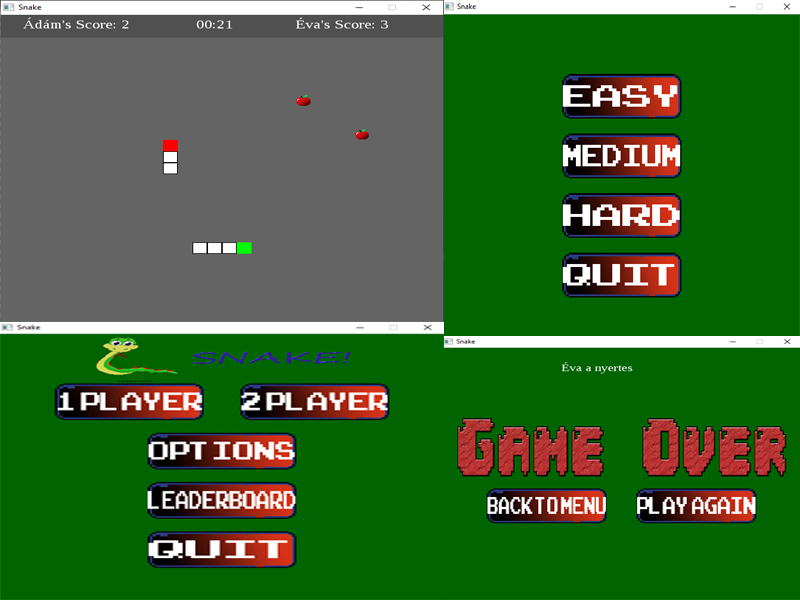 Snake
Ádám's Score: 2 00:21 Éva's Score: 3
Snake
EASY
MEDIUM
HARD
QUIT
Snake
SNAKE!
1 PLAYER 2 PLAYER
OPTIONS
LEADERBOARD
QUIT
Snake
Éva a nyertes
GAME OVER
BACK TO MENU PLAY AGAIN